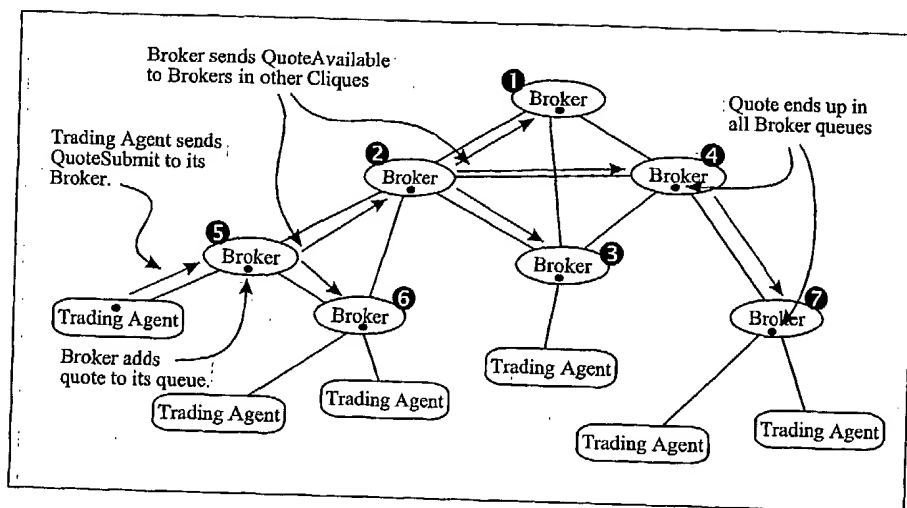 Broker sends QuoteAvailable
to Brokers in other Cliques
1
Broker
Quote ends up in
all Broker queues
Trading Agent sends
QuoteSubmit to its
Broker.
2
Broker
4
Broker
5
Broker
3
Broker
6
Broker
7
Broker
Trading Agent
Broker adds
quote to its queue.
Trading Agent
Trading Agent
Trading Agent
Trading Agent
Trading Agent